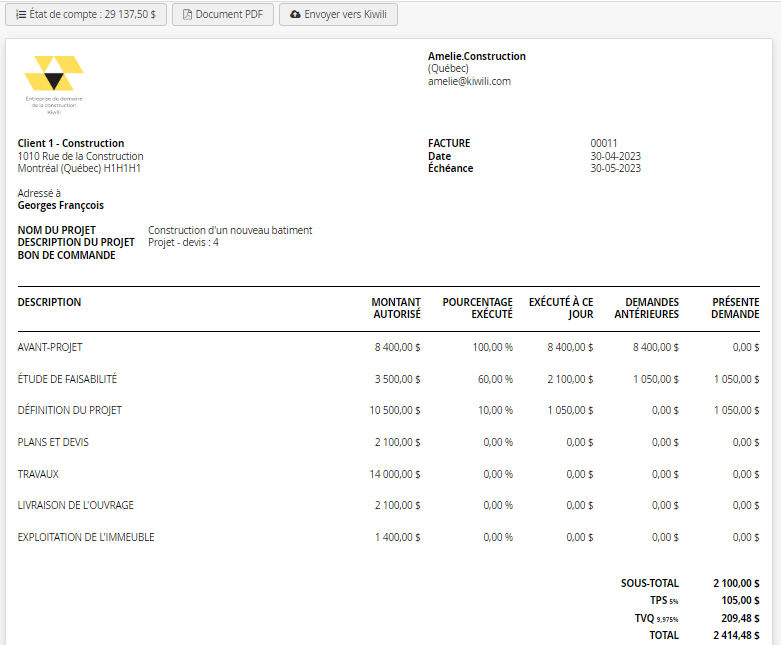 État de compte : 29 137,50 $ Document PDF Envoyer vers Kiwili
Amelie.Construction
(Québec)
amelie@kiwili.com
Entreprise du domaine
de la construction
Kiwili
Client 1 - Construction
1010 Rue de la Construction
Montréal (Québec) H1H1H1
FACTURE 00011
Date 30-04-2023
Échéance 30-05-2023
Adressé à
Georges Françcois
NOM DU PROJET Construction d'un nouveau batiment
DESCRIPTION DU PROJET Projet - devis : 4
BON DE COMMANDE
DESCRIPTION MONTANT AUTORISÉ POURCENTAGE EXÉCUTÉ EXÉCUTÉ À CE JOUR DEMANDES ANTÉRIEURES PRÉSENTE DEMANDE
AVANT-PROJET 8 400,00 $ 100,00 % 8 400,00 $ 8 400,00 $ 0,00 $
ÉTUDE DE FAISABILITÉ 3 500,00 $ 60,00 % 2 100,00 $ 1 050,00 $ 1 050,00 $
DÉFINITION DU PROJET 10 500,00 $ 10,00 % 1 050,00 $ 0,00 $ 1 050,00 $
PLANS ET DEVIS 2 100,00 $ 0,00 % 0,00 $ 0,00 $ 0,00 $
TRAVAUX 14 000,00 $ 0,00 % 0,00 $ 0,00 $ 0,00 $
LIVRAISON DE L'OUVRAGE 2 100,00 $ 0,00 % 0,00 $ 0,00 $ 0,00 $
EXPLOITATION DE L'IMMEUBLE 1 400,00 $ 0,00 % 0,00 $ 0,00 $ 0,00 $
SOUS-TOTAL 2 100,00 $
TPS 5% 105,00 $
TVQ 9,975% 209,48 $
TOTAL 2 414,48 $